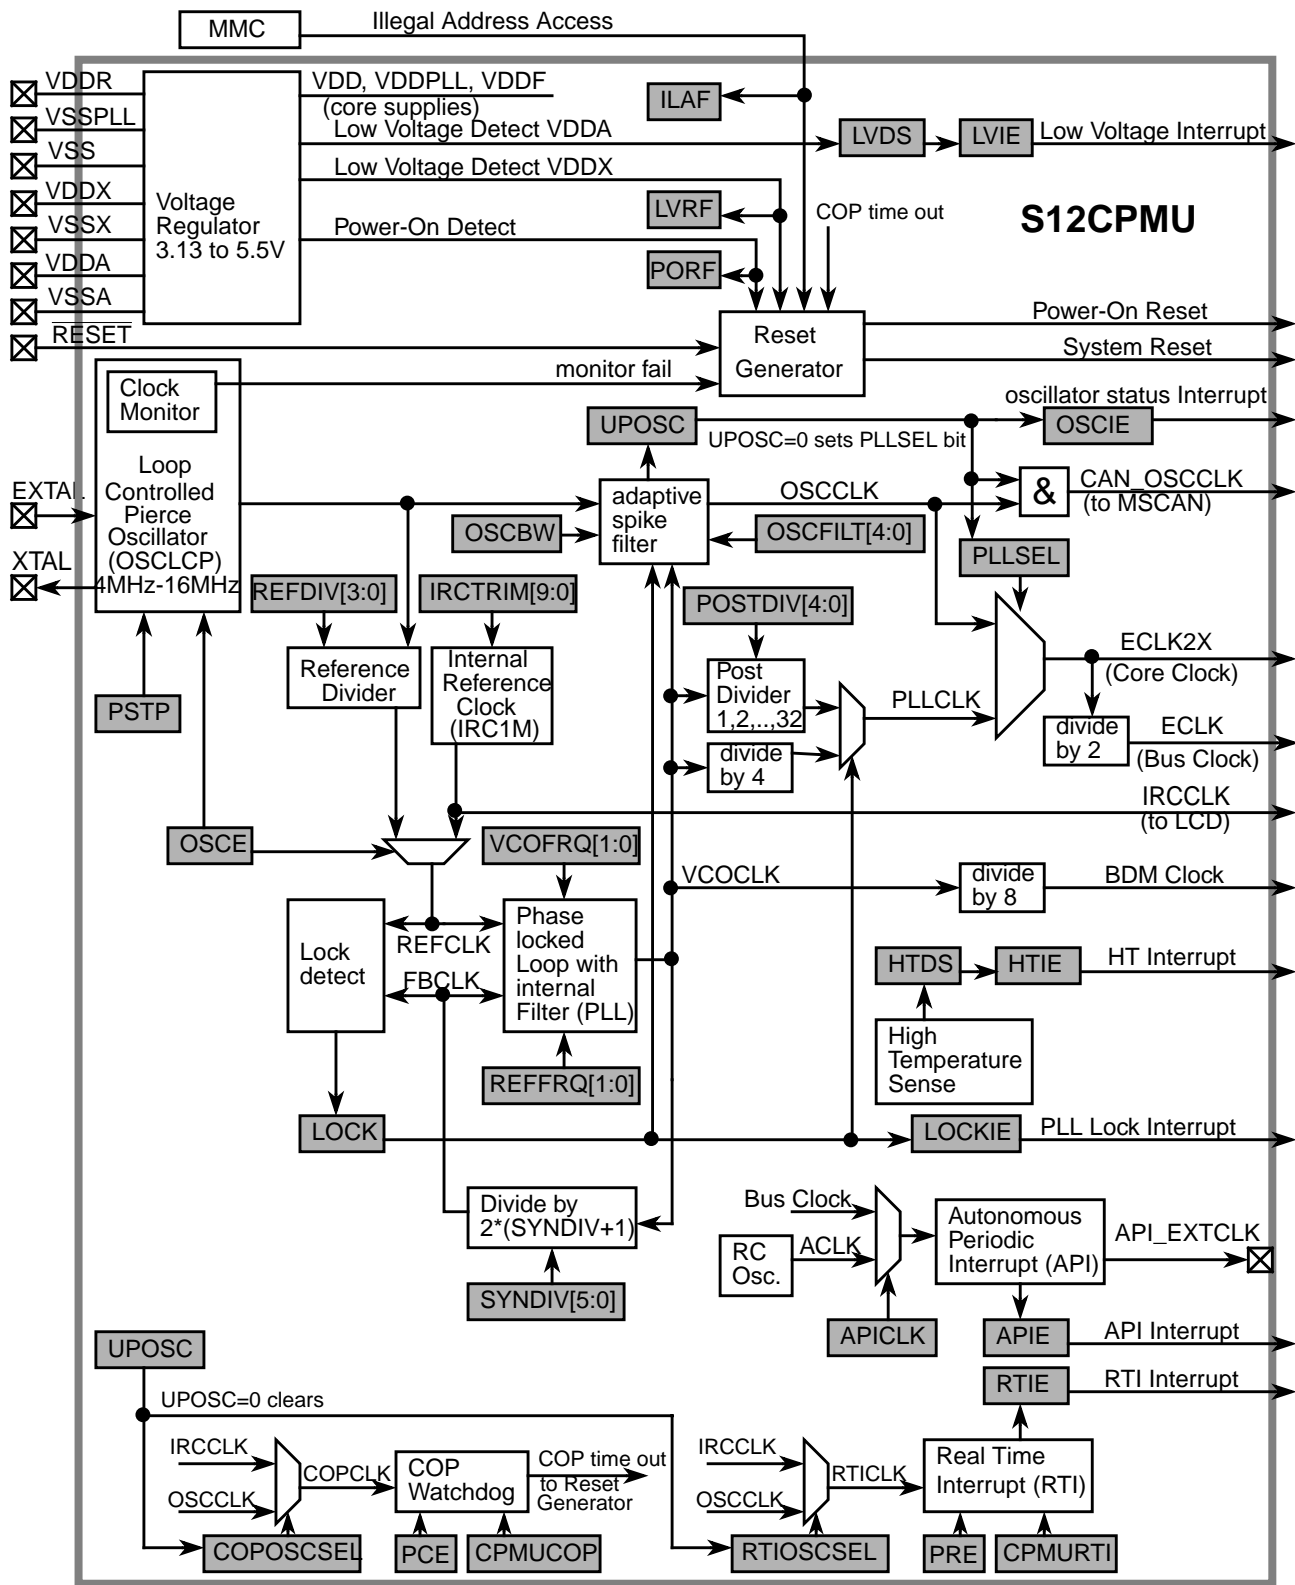 MMC
Illegal Address Access
VDDR
VSSPLL
VSS
VDDX
VSSX
VDDA
VSSA
RESET
Voltage
Regulator
3.13 to 5.5V
VDD, VDDPLL, VDDF
(core supplies)
Low Voltage Detect VDDA
Low Voltage Detect VDDX
Power-On Detect
ILAF
LVRF
PORF
COP time out
LVDS
LVIE
Low Voltage Interrupt
S12CPMU
Reset
Generator
Power-On Reset
System Reset
monitor fail
Clock
Monitor
Loop
Controlled
Pierce
Oscillator
(OSCLCP)
4MHz-16MHz
EXTAL
XTAL
UPOSC
UPOSC=0 sets PLLSEL bit
oscillator status Interrupt
OSCIE
adaptive
spike
filter
OSCCLK
OSCBW
OSCFILT[4:0]
&
CAN_OSCCLK
(to MSCAN)
PLLSEL
REFDIV[3:0]
IRCTRIM[9:0]
POSTDIV[4:0]
PSTP
Reference
Divider
Internal
Reference
Clock
(IRC1M)
Post
Divider
1,2,..,32
divide
by 4
PLLCLK
ECLK2X
(Core Clock)
divide
by 2
ECLK
(Bus Clock)
IRCCLK
(to LCD)
OSCE
VCOFRQ[1:0]
VCOCLK
divide
by 8
BDM Clock
Lock
detect
REFCLK
FBCLK
Phase
locked
Loop with
internal
Filter (PLL)
REFFRQ[1:0]
HTDS
HTIE
HT Interrupt
High
Temperature
Sense
LOCK
LOCKIE
PLL Lock Interrupt
Divide by
2*(SYNDIV+1)
SYNDIV[5:0]
Bus Clock
RC
Osc.
ACLK
APICLK
Autonomous
Periodic
Interrupt (API)
API_EXTCLK
APIE
API Interrupt
UPOSC
UPOSC=0 clears
RTIE
RTI Interrupt
IRCCLK
OSCCLK
COPCLK
COP
Watchdog
COP time out
to Reset
Generator
COPOSCSEL
PCE
CPMUCOP
IRCCLK
OSCCLK
RTICLK
Real Time
Interrupt (RTI)
RTIOSCSEL
PRE
CPMURTI